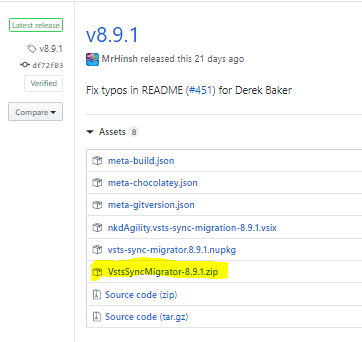 Latest release
v8.9.1
df72f03
Verified
Compare
v8.9.1
MrHinsh released this 21 days ago
Fix typos in README (#451) for Derek Baker
Assets 8
meta-build.json
meta-chocolatey.json
meta-gitversion.json
nkdAgility.vsts-sync-migration-8.9.1.vsix
vsts-sync-migrator.8.9.1.nupkg
VstsSyncMigrator-8.9.1.zip
Source code (zip)
Source code (tar.gz)